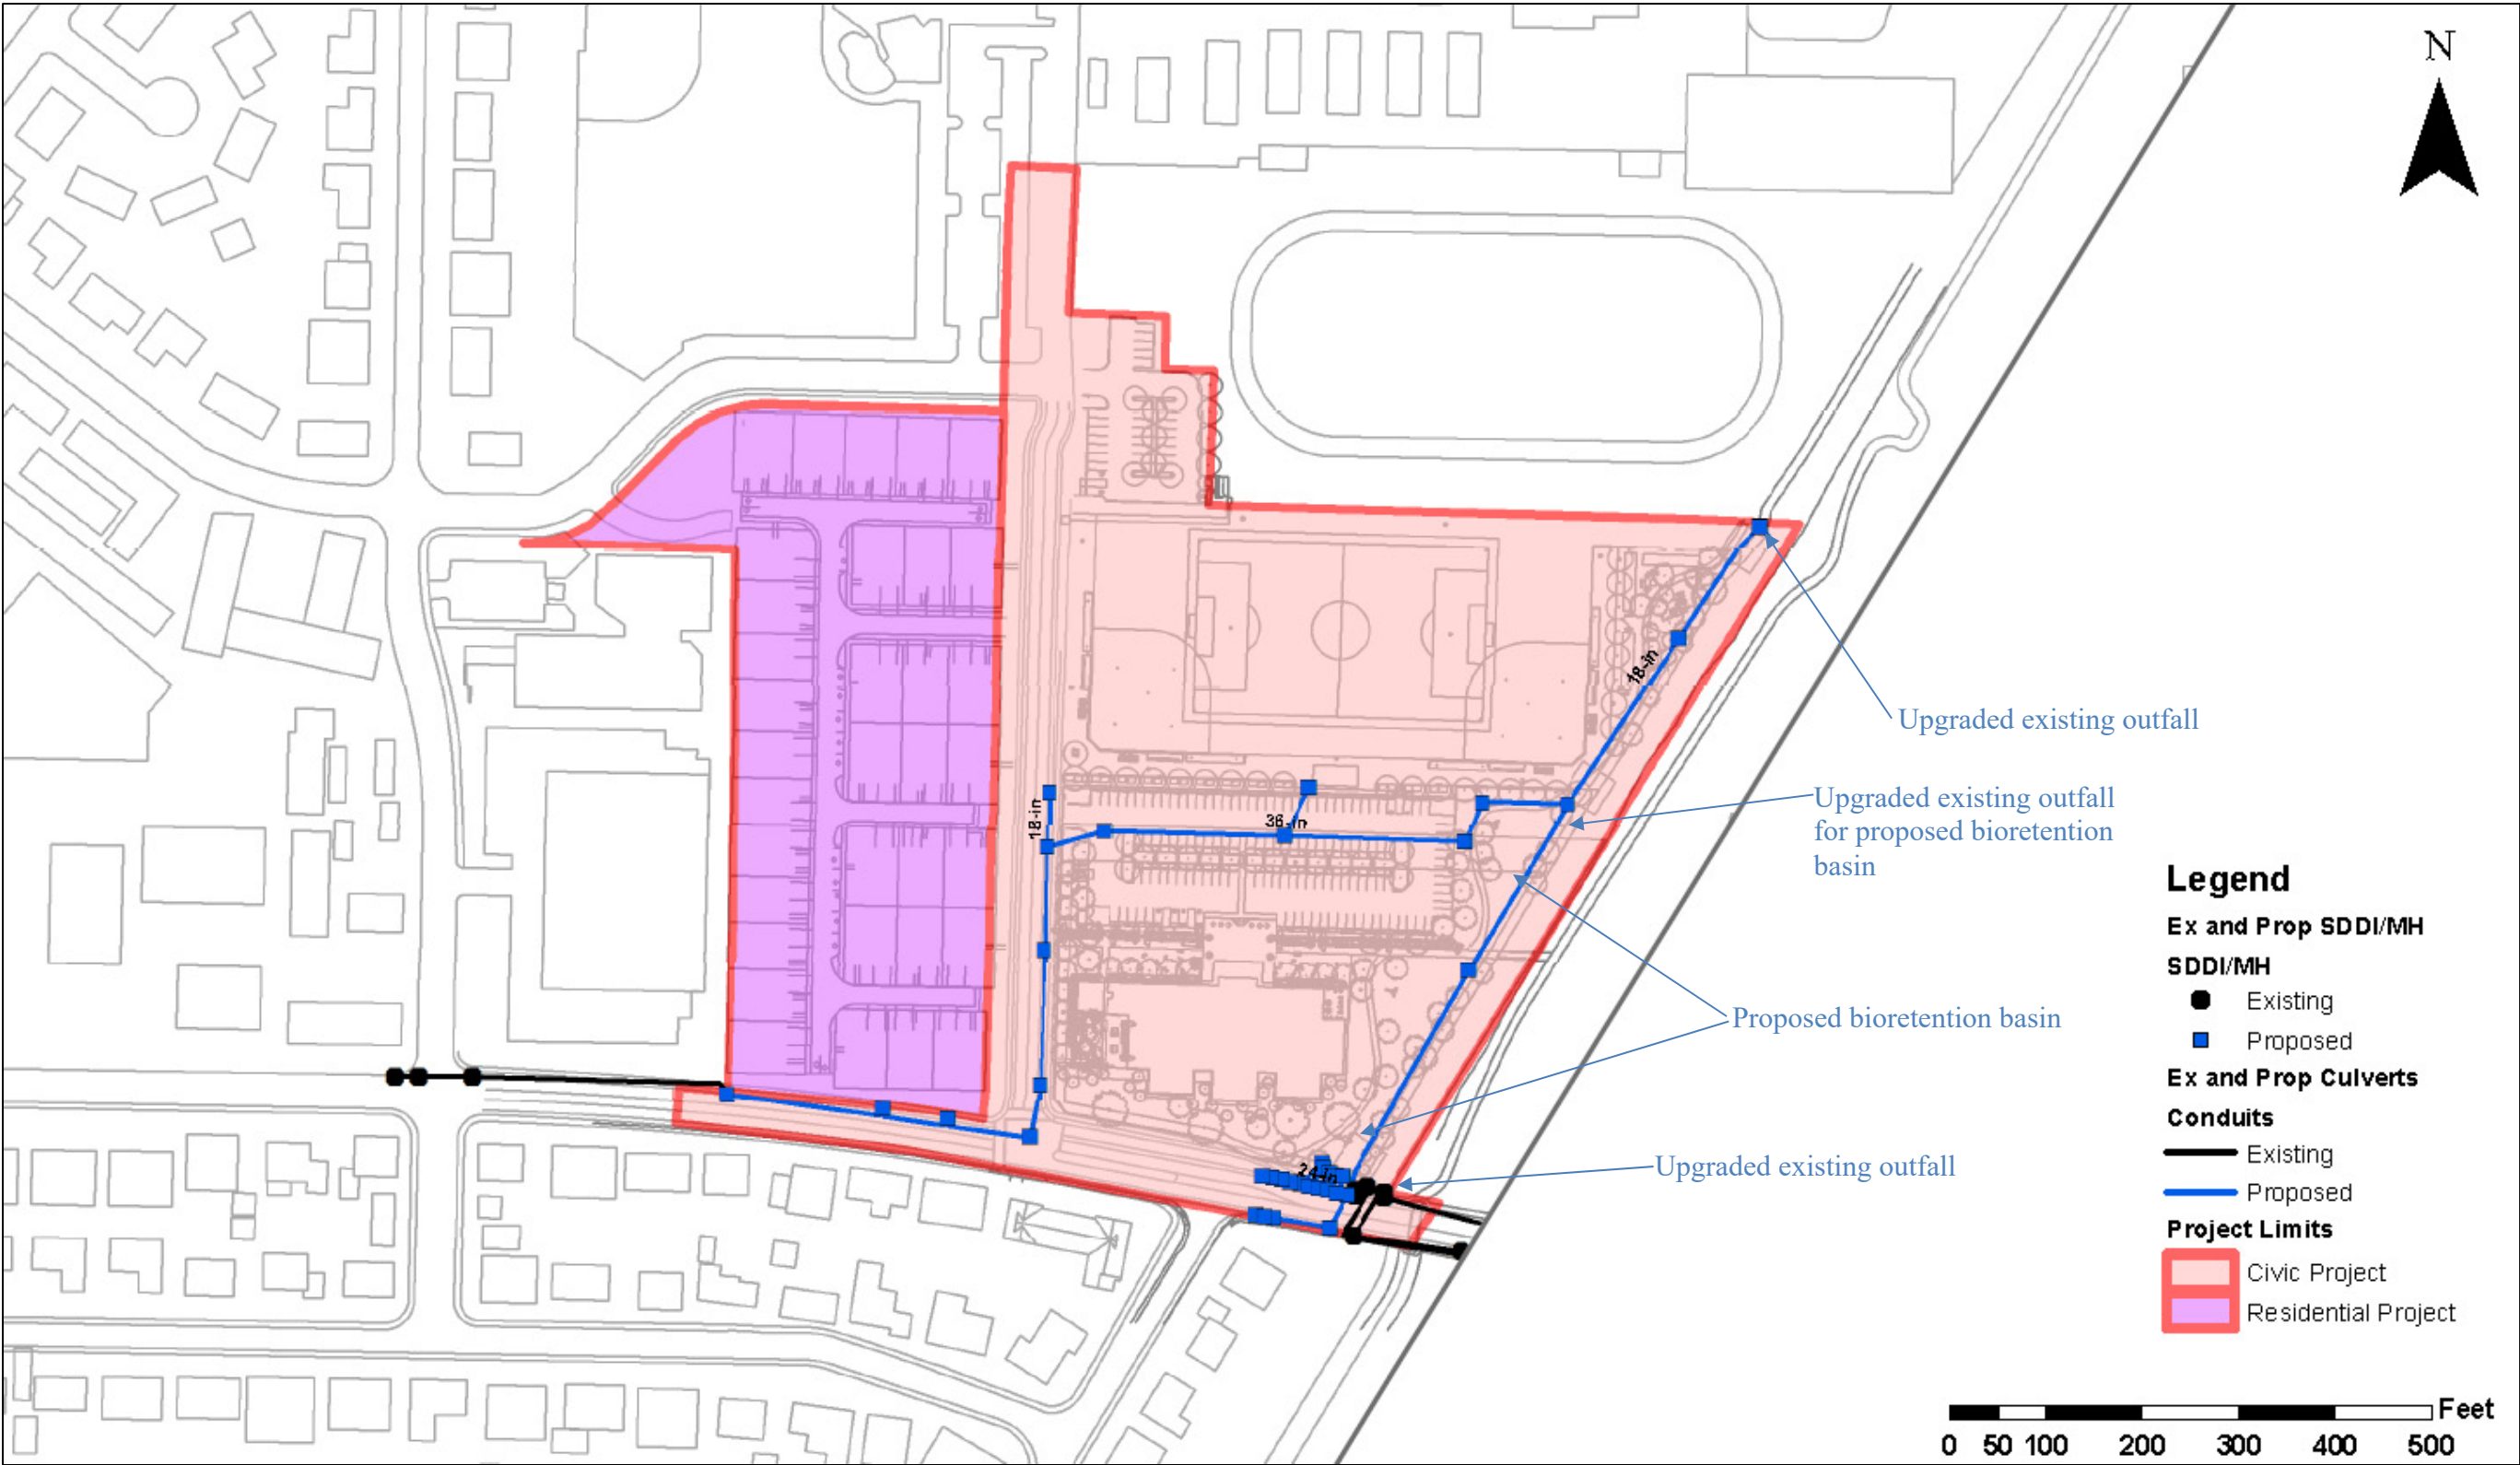 N
18-in
Upgraded existing outfall
18-in
36-in
Upgraded existing outfall
for proposed bioretention
basin
Proposed bioretention basin
24-in
Upgraded existing outfall
Legend
Ex and Prop SDDI/MH
SDDI/MH
Existing
Proposed
Ex and Prop Culverts
Conduits
Existing
Proposed
Project Limits
Civic Project
Residential Project
Feet
0 50 100 200 300 400 500